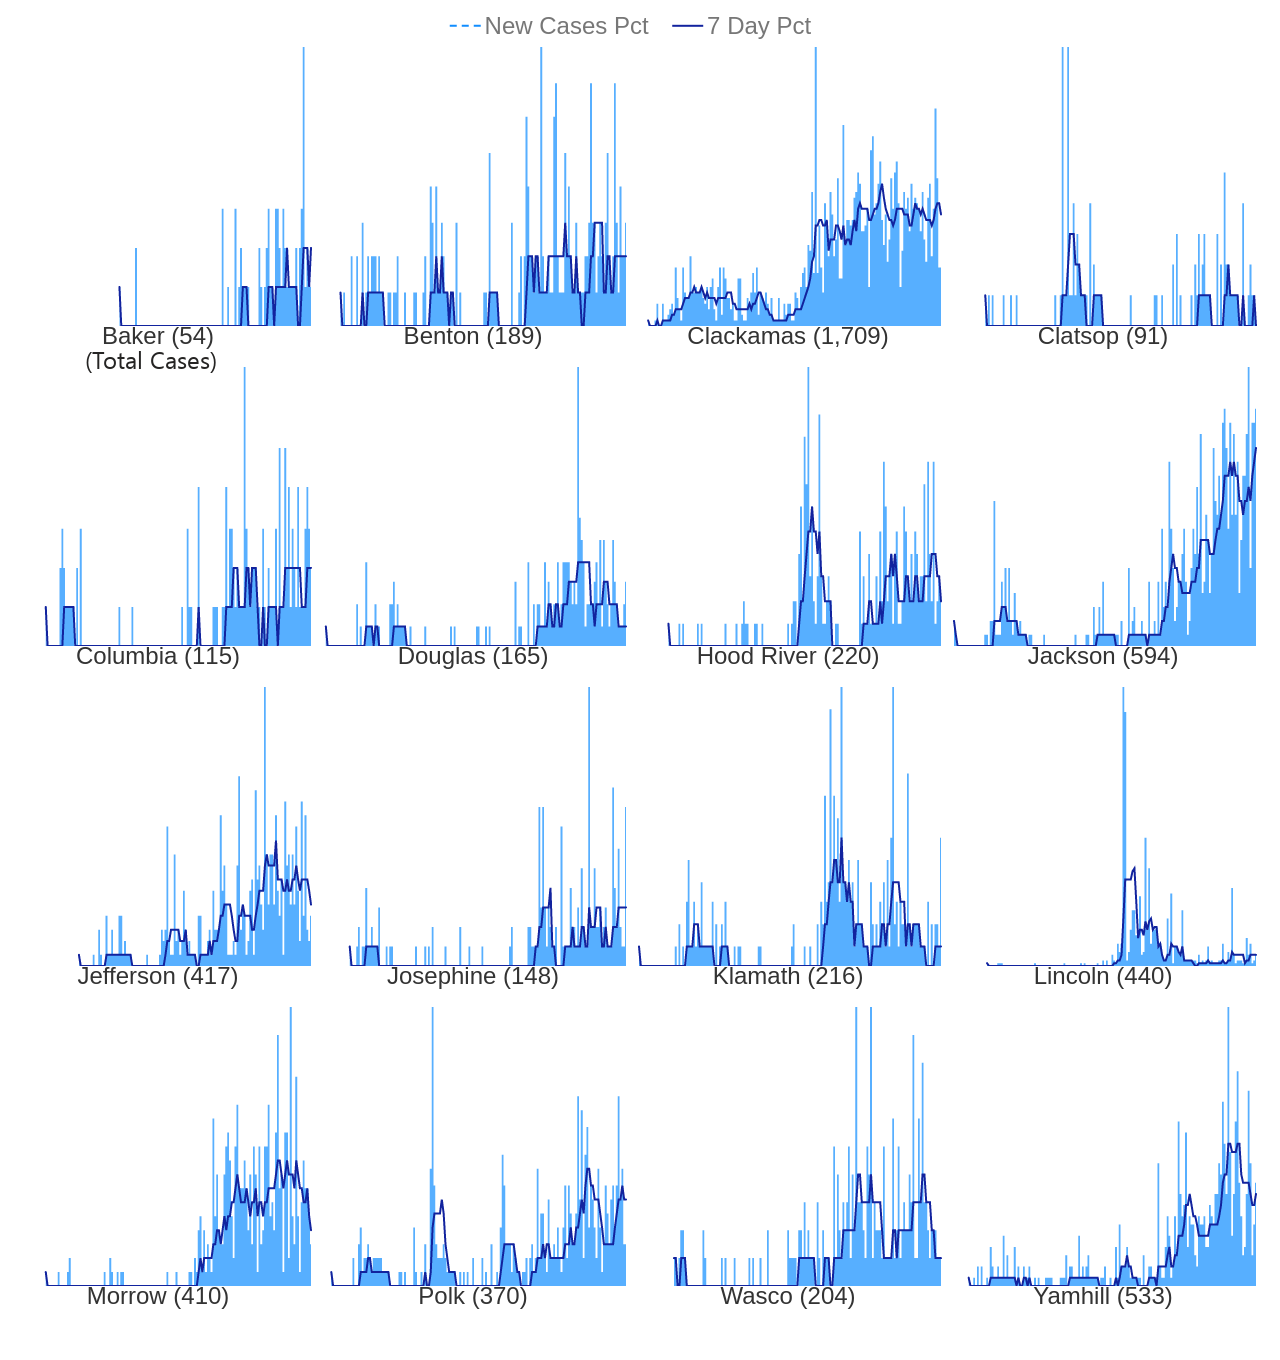 New Cases Pct 7 Day Pct
Baker (54) Benton (189) Clackamas (1,709) Clatsop (91)
(Total Cases)
Columbia (115) Douglas (165) Hood River (220) Jackson (594)
Jefferson (417) Josephine (148) Klamath (216) Lincoln (440)
Morrow (410) Polk (370) Wasco (204) Yamhill (533)